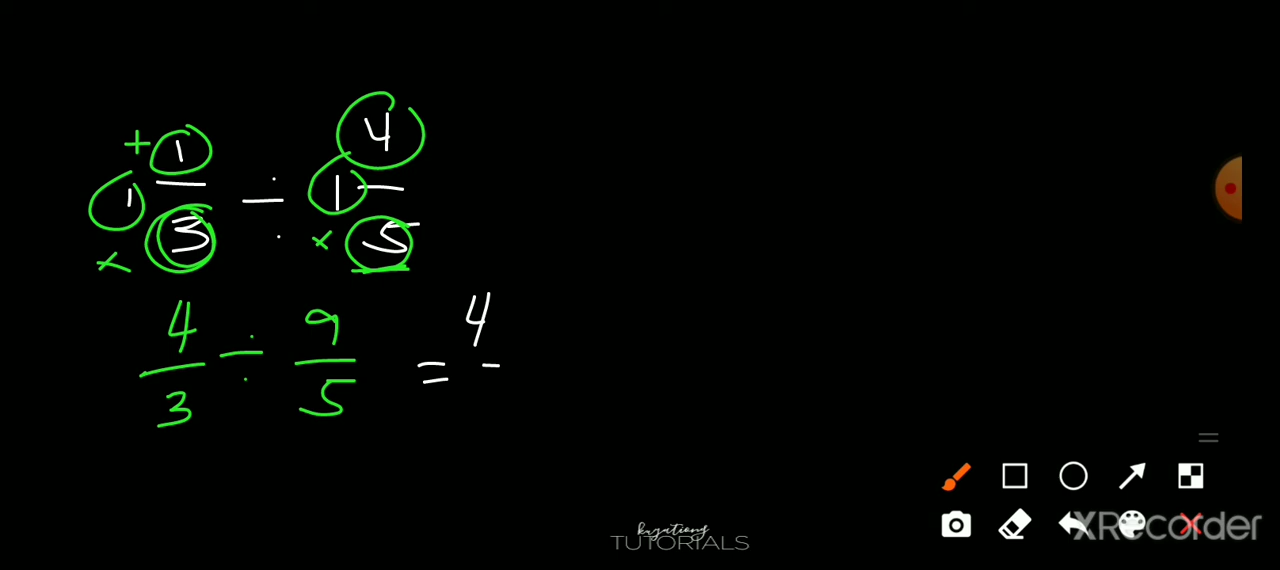 + 1 4
1 — ÷ 1 —
× 3 × 5
4 9 4
— ÷ — = —
3 5
TUTORIALS
XRecorder